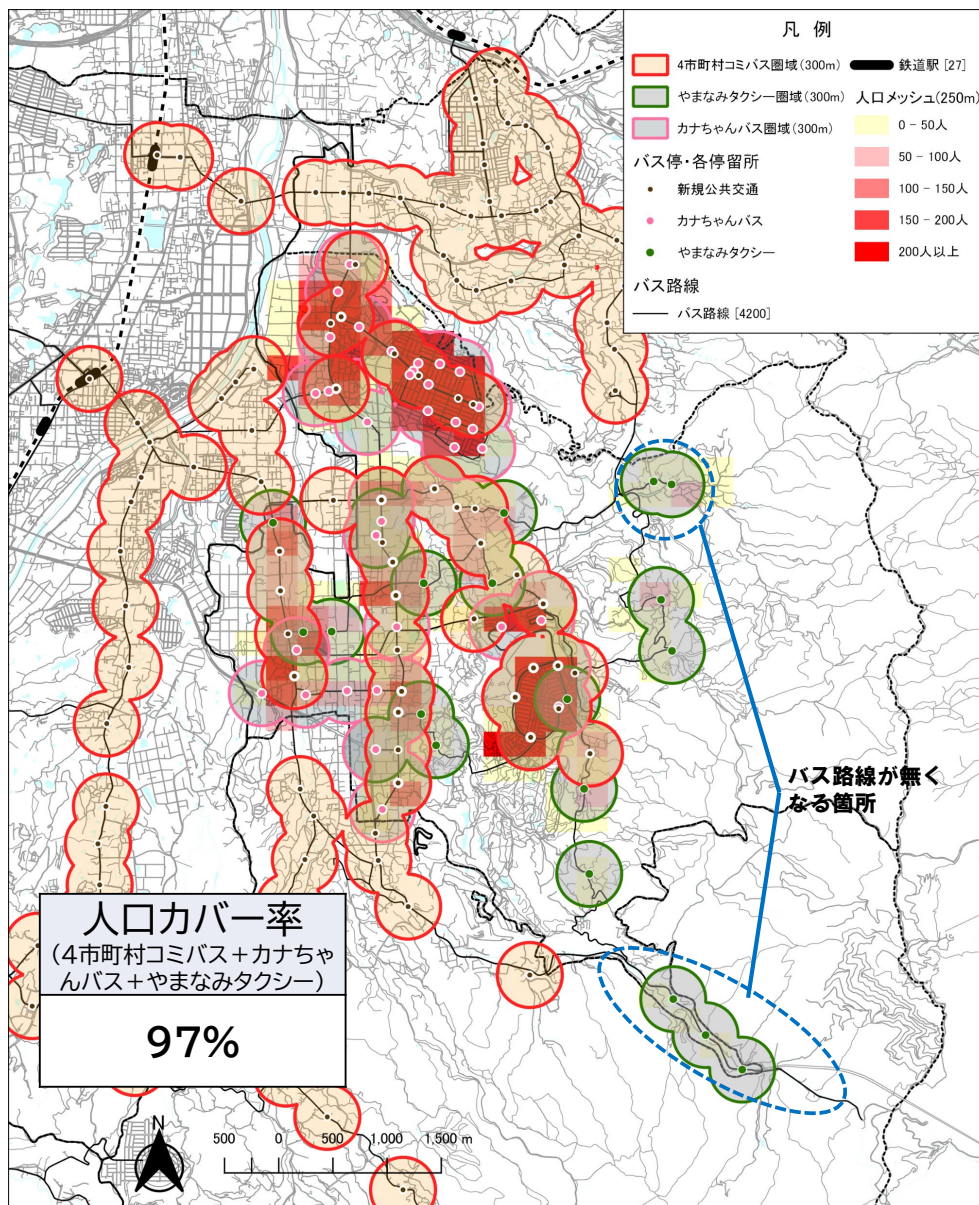 凡 例
4市町村コミバス圏域(300m)
やまなみタクシー圏域(300m)
カナちゃんバス圏域(300m)
バス停・各停留所
新規公共交通
カナちゃんバス
やまなみタクシー
バス路線
バス路線 [4200]
鉄道駅 [27]
人口メッシュ(250m)
0 - 50人
50 - 100人
100 - 150人
150 - 200人
200人以上
バス路線が無く
なる箇所
人口カバー率
(4市町村コミバス+カナちゃ
んバス+やまなみタクシー)
97%
N
500 0 500 1,000 1,500 m